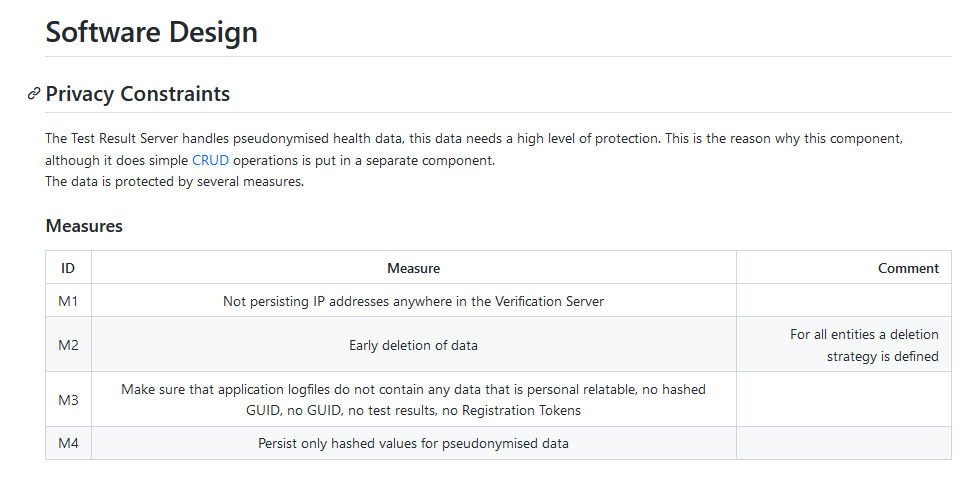 Software Design
Privacy Constraints
The Test Result Server handles pseudonymised health data, this data needs a high level of protection. This is the reason why this component,
although it does simple CRUD operations is put in a separate component.
The data is protected by several measures.
Measures
ID Measure Comment
M1 Not persisting IP addresses anywhere in the Verification Server
M2 Early deletion of data For all entities a deletion
strategy is defined
M3 Make sure that application logfiles do not contain any data that is personal relatable, no hashed
GUID, no GUID, no test results, no Registration Tokens
M4 Persist only hashed values for pseudonymised data